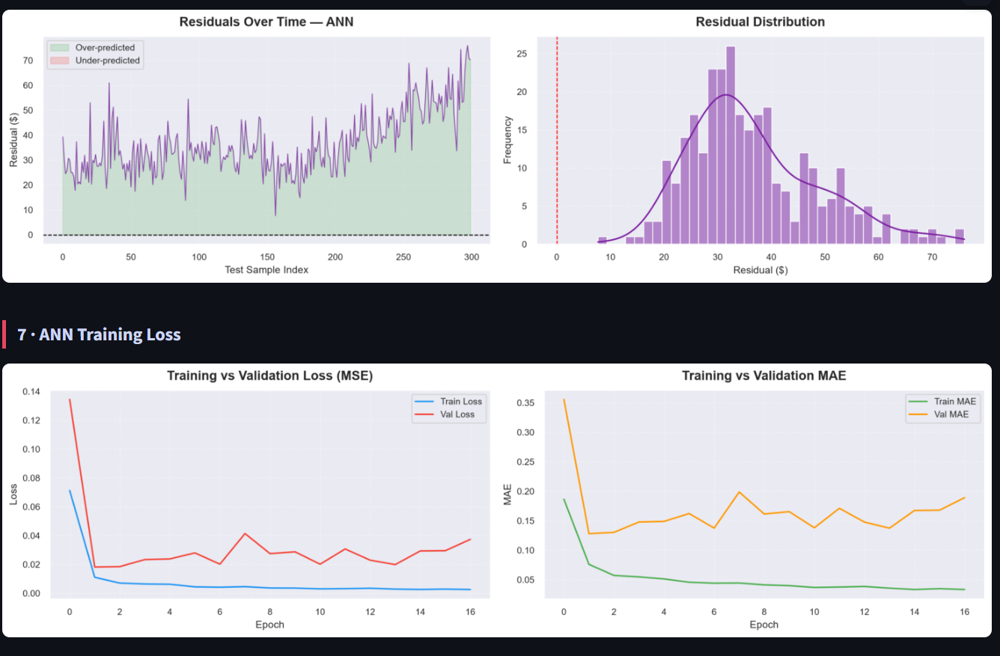 Residuals Over Time — ANN
Over-predicted
Under-predicted
Residual ($)
70
60
50
40
30
20
10
0
0 50 100 150 200 250 300
Test Sample Index
Residual Distribution
Frequency
25
20
15
10
5
0
0 10 20 30 40 50 60 70
Residual ($)
7 · ANN Training Loss
Training vs Validation Loss (MSE)
Train Loss
Val Loss
Loss
0.14
0.12
0.10
0.08
0.06
0.04
0.02
0.00
0 2 4 6 8 10 12 14 16
Epoch
Training vs Validation MAE
Train MAE
Val MAE
MAE
0.35
0.30
0.25
0.20
0.15
0.10
0.05
0 2 4 6 8 10 12 14 16
Epoch